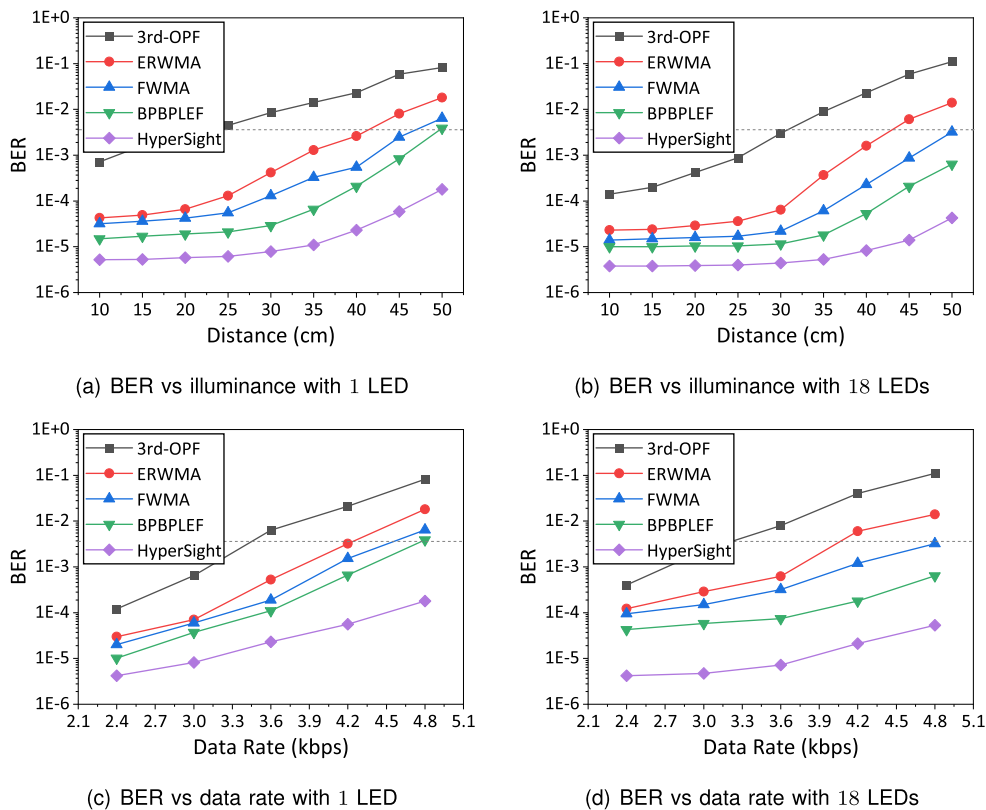 1E+0
1E-1
1E-2
1E-3
1E-4
1E-5
1E-6
BER
3rd-OPF
ERWMA
FWMA
BPBPLEF
HyperSight
10 15 20 25 30 35 40 45 50
Distance (cm)
(a) BER vs illuminance with 1 LED
1E+0
1E-1
1E-2
1E-3
1E-4
1E-5
1E-6
BER
3rd-OPF
ERWMA
FWMA
BPBPLEF
HyperSight
10 15 20 25 30 35 40 45 50
Distance (cm)
(b) BER vs illuminance with 18 LEDs
1E+0
1E-1
1E-2
1E-3
1E-4
1E-5
1E-6
BER
3rd-OPF
ERWMA
FWMA
BPBPLEF
HyperSight
2.1 2.4 2.7 3.0 3.3 3.6 3.9 4.2 4.5 4.8 5.1
Data Rate (kbps)
(c) BER vs data rate with 1 LED
1E+0
1E-1
1E-2
1E-3
1E-4
1E-5
1E-6
BER
3rd-OPF
ERWMA
FWMA
BPBPLEF
HyperSight
2.1 2.4 2.7 3.0 3.3 3.6 3.9 4.2 4.5 4.8 5.1
Data Rate (kbps)
(d) BER vs data rate with 18 LEDs